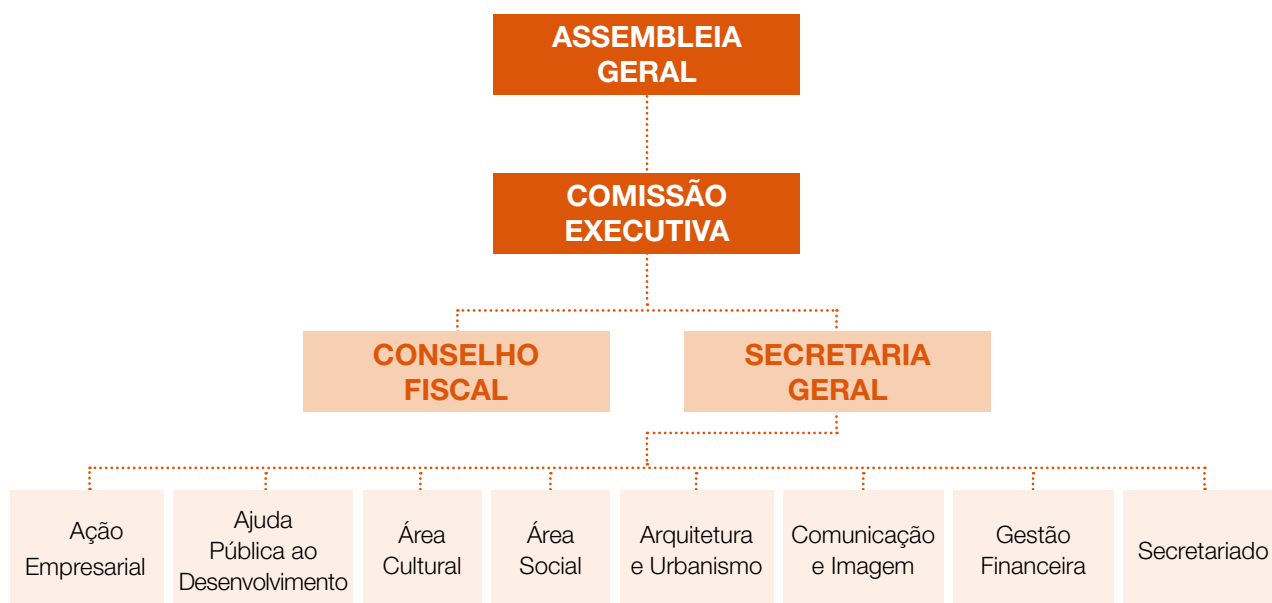 ASSEMBLEIA
GERAL
COMISSÃO
EXECUTIVA
CONSELHO
FISCAL
SECRETARIA
GERAL
Ação
Empresarial
Ajuda
Pública ao
Desenvolvimento
Área
Cultural
Área
Social
Arquitetura
e Urbanismo
Comunicação
e Imagem
Gestão
Financeira
Secretariado